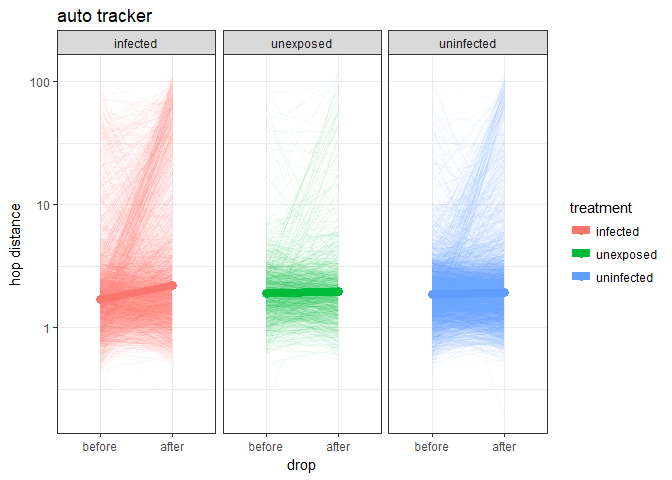 auto tracker
infected
unexposed
uninfected
100
10
1
hop distance
before
after
before
after
before
after
drop
treatment
infected
unexposed
uninfected